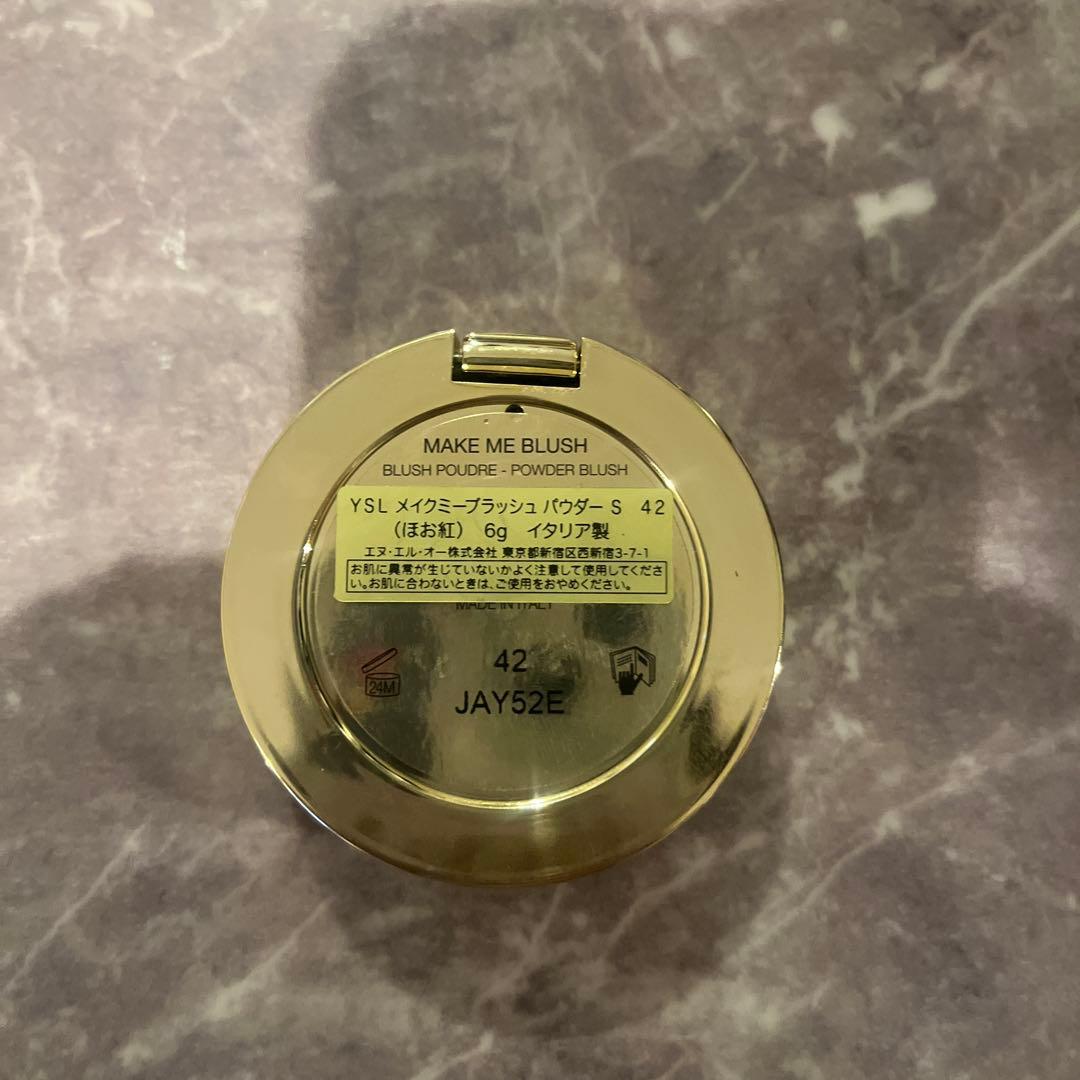 MAKE ME BLUSH
BLUSH POUDRE - POWDER BLUSH
YSL メイクミーブラッシュ パウダー S 42
（ほお紅） 6g イタリア製
エヌ・エル・オー株式会社 東京都新宿区西新宿3-7-1
お肌に異常が生じていないかよく注意して使用してくださ
い。お肌に合わないときは、ご使用をおやめください。
MADE IN ITALY
24M
42
JAY52E